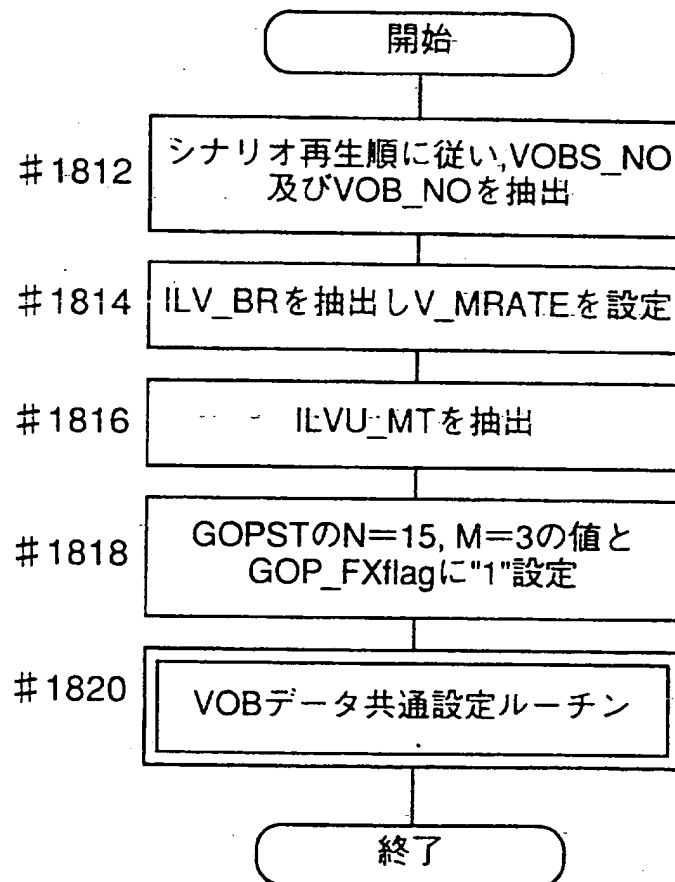 開始
#1812
シナリオ再生順に従い,VOBS_NO
及びVOB_NOを抽出
#1814
ILV_BRを抽出しV_MRATEを設定
#1816
ILVU_MTを抽出
#1818
GOPSTのN=15, M=3の値と
GOP_FXflagに"1"設定
#1820
VOBデータ共通設定ルーチン
終了